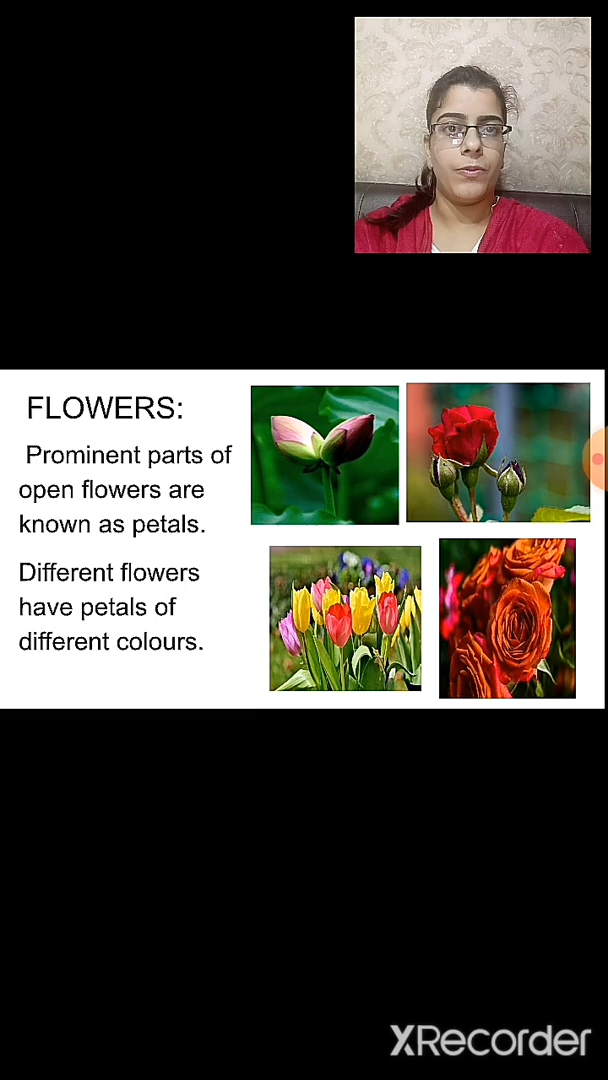 FLOWERS:
Prominent parts of
open flowers are
known as petals.
Different flowers
have petals of
different colours.
XRecorder